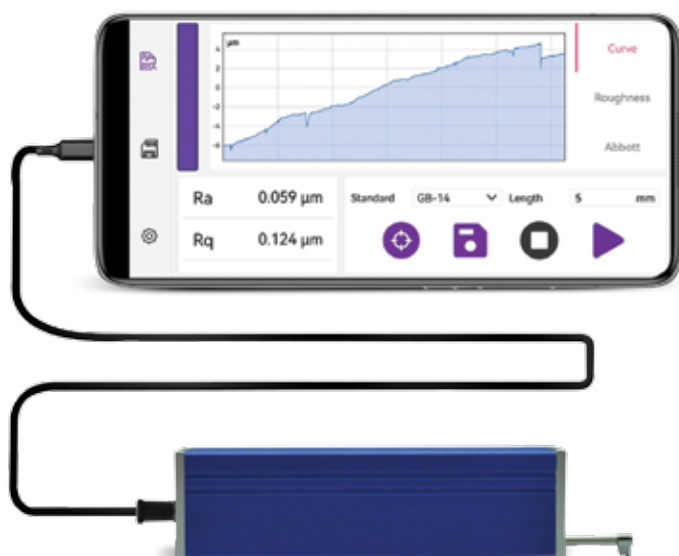 µm
4
2
0
-2
-4
-6
Curve
Roughness
Abbott
Ra 0.059 µm
Rq 0.124 µm
Standard GB-14 Length 5 mm